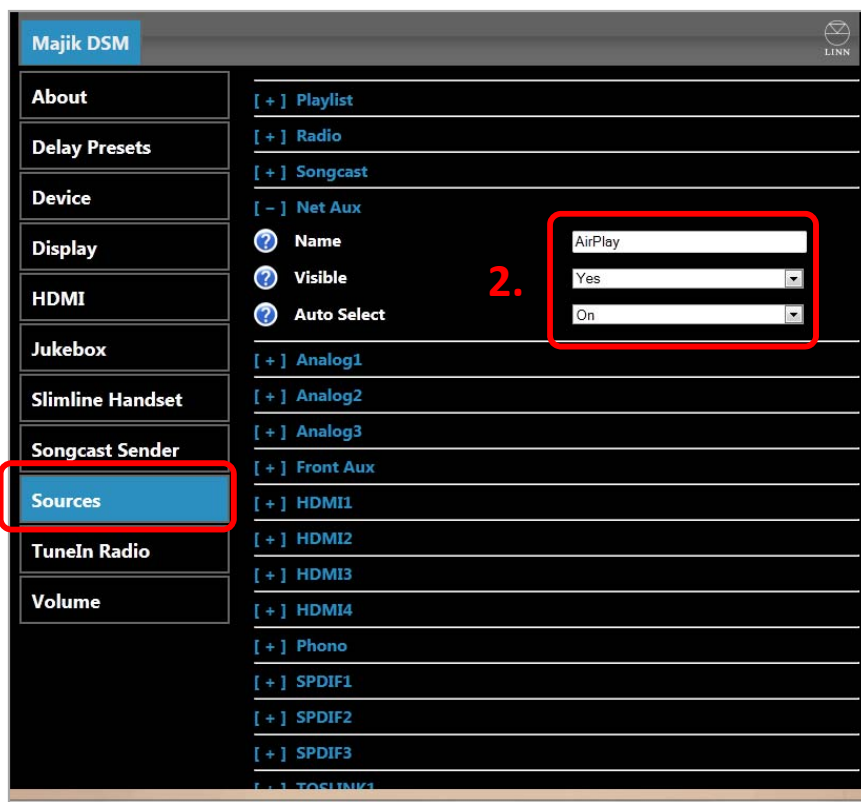 Majik DSM
LINN
About
Delay Presets
Device
Display
HDMI
Jukebox
Slimline Handset
Songcast Sender
Sources
TuneIn Radio
Volume
[ + ] Playlist
[ + ] Radio
[ + ] Songcast
[ – ] Net Aux
? Name AirPlay
? Visible Yes
2.
? Auto Select On
[ + ] Analog1
[ + ] Analog2
[ + ] Analog3
[ + ] Front Aux
[ + ] HDMI1
[ + ] HDMI2
[ + ] HDMI3
[ + ] HDMI4
[ + ] Phono
[ + ] SPDIF1
[ + ] SPDIF2
[ + ] SPDIF3
[ + ] TOSLINK1